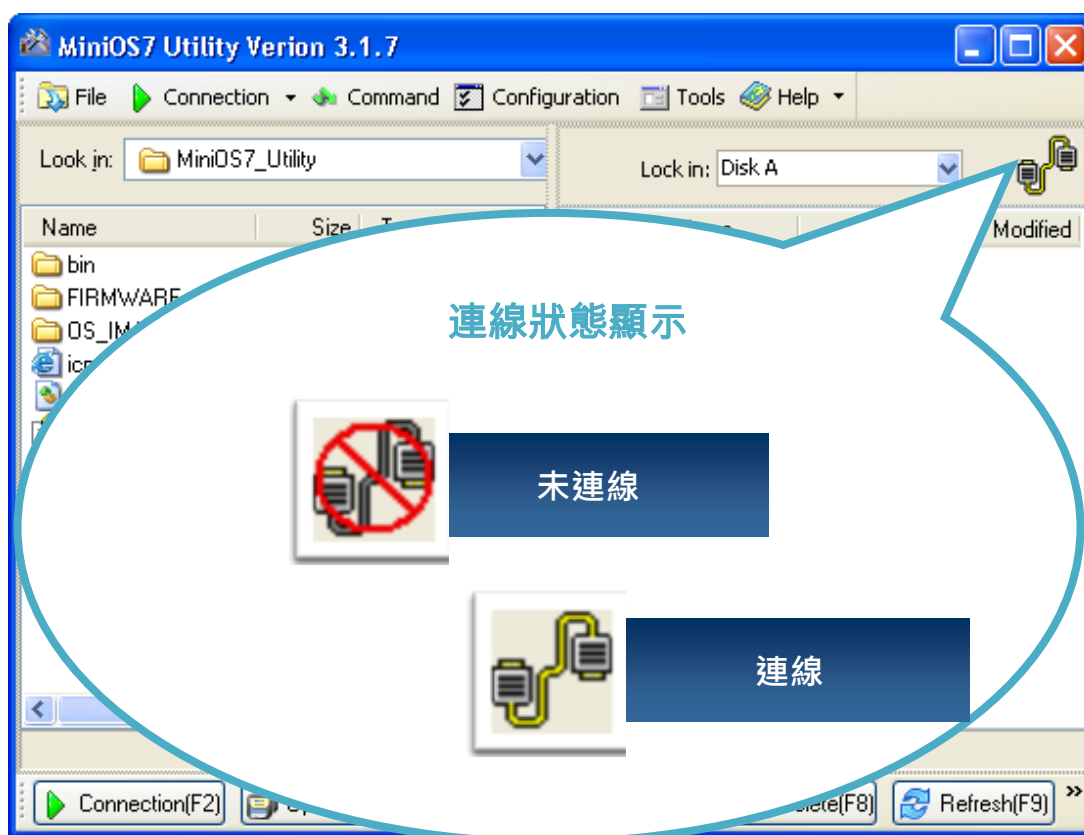 MiniOS7 Utility Verion 3.1.7
File Connection Command Configuration Tools Help
Look in: MiniOS7_Utility
Lock in: Disk A
Name Size Modified
bin
FIRMWARE
連線狀態顯示
未連線
連線
Connection(F2) Refresh(F9) »